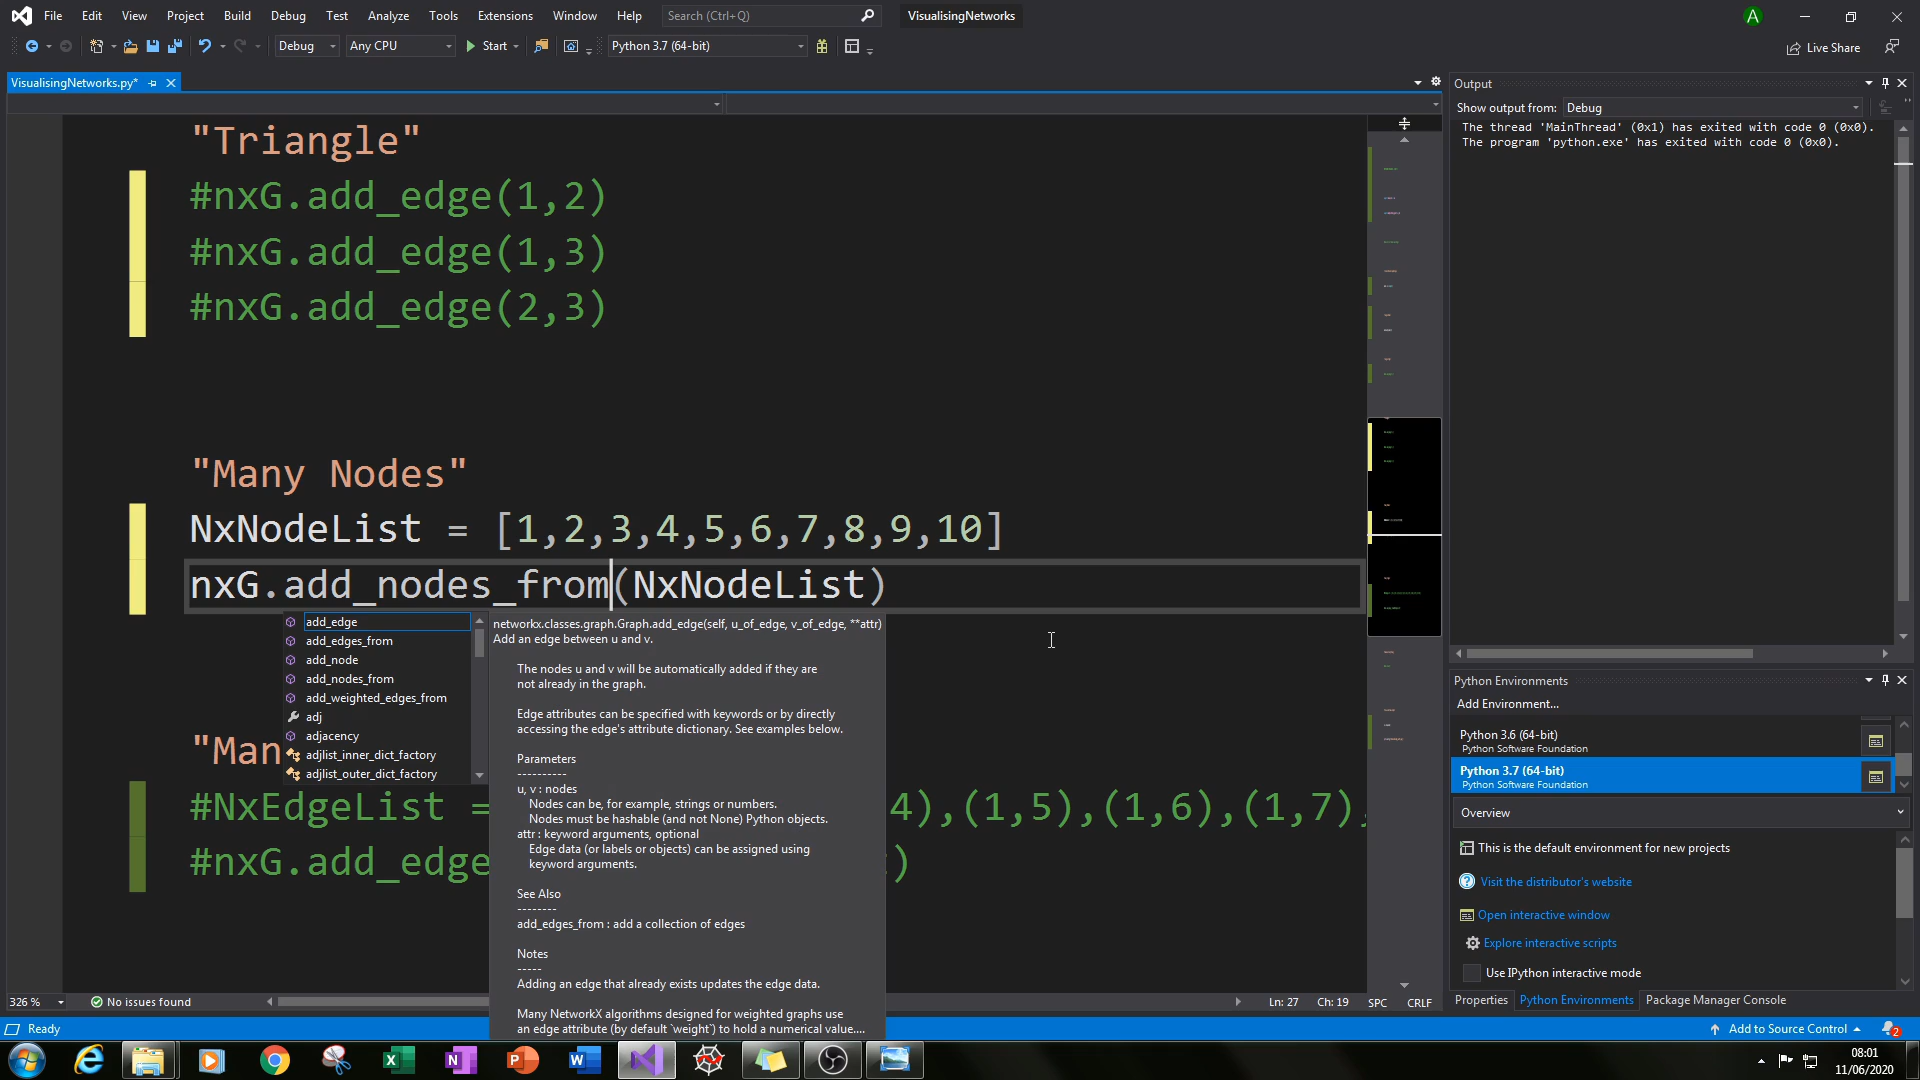 File Edit View Project Build Debug Test Analyze Tools Extensions Window Help Search (Ctrl+Q) VisualisingNetworks A
Debug Any CPU Start Python 3.7 (64-bit) Live Share
VisualisingNetworks.py*
"Triangle"
#nxG.add_edge(1,2)
#nxG.add_edge(1,3)
#nxG.add_edge(2,3)
"Many Nodes"
NxNodeList = [1,2,3,4,5,6,7,8,9,10]
nxG.add_nodes_from(NxNodeList)
add_edge
add_edges_from
add_node
add_nodes_from
add_weighted_edges_from
adj
adjacency
adjlist_inner_dict_factory
adjlist_outer_dict_factory
networkx.classes.graph.Graph.add_edge(self, u_of_edge, v_of_edge, **attr)
Add an edge between u and v.
The nodes u and v will be automatically added if they are
not already in the graph.
Edge attributes can be specified with keywords or by directly
accessing the edge's attribute dictionary. See examples below.
Parameters
----------
u, v : nodes
Nodes can be, for example, strings or numbers.
Nodes must be hashable (and not None) Python objects.
attr : keyword arguments, optional
Edge data (or labels or objects) can be assigned using
keyword arguments.
See Also
--------
add_edges_from : add a collection of edges
Notes
-----
Adding an edge that already exists updates the edge data.
Many NetworkX algorithms designed for weighted graphs use
an edge attribute (by default `weight`) to hold a numerical value....
"Man
#NxEdgeList = 4),(1,5),(1,6),(1,7),
#nxG.add_edge )
326 % No issues found Ln: 27 Ch: 19 SPC CRLF
Output
Show output from: Debug
The thread 'MainThread' (0x1) has exited with code 0 (0x0).
The program 'python.exe' has exited with code 0 (0x0).
Python Environments
Add Environment...
Python 3.6 (64-bit)
Python Software Foundation
Python 3.7 (64-bit)
Python Software Foundation
Overview
This is the default environment for new projects
Visit the distributor's website
Open interactive window
Explore interactive scripts
Use IPython interactive mode
Properties Python Environments Package Manager Console
Ready Add to Source Control 2
08:01
11/06/2020